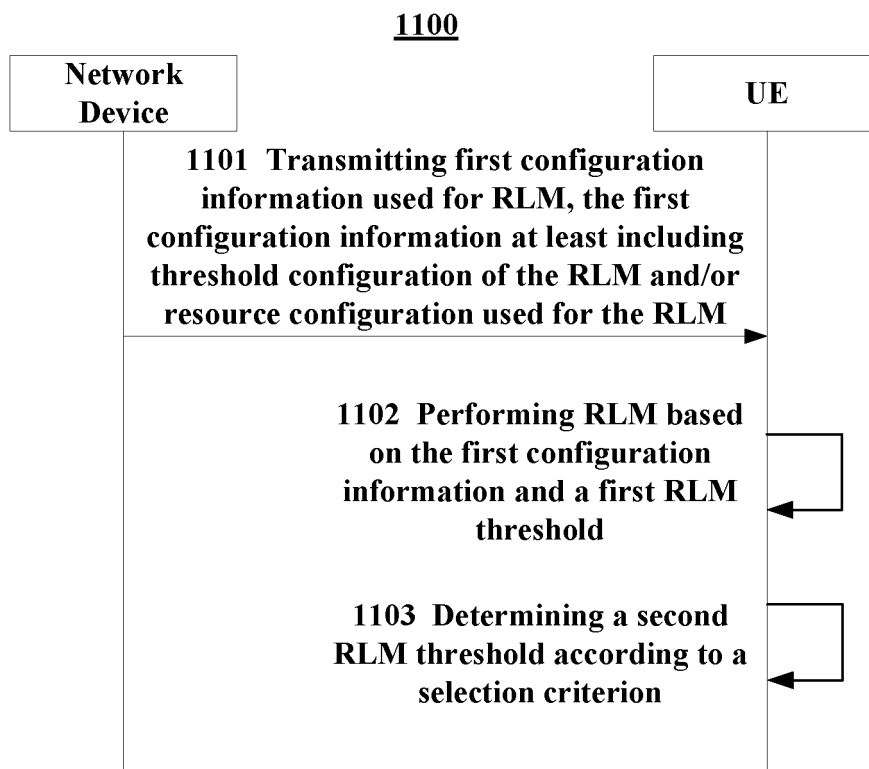 1100
Network
Device
UE
1101 Transmitting first configuration
information used for RLM, the first
configuration information at least including
threshold configuration of the RLM and/or
resource configuration used for the RLM
1102 Performing RLM based
on the first configuration
information and a first RLM
threshold
1103 Determining a second
RLM threshold according to a
selection criterion